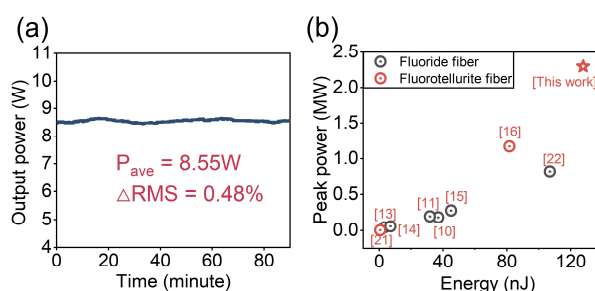 (a)
11
10
9
8
7
6
5
4
Output power (W)
P_ave = 8.55W
△RMS = 0.48%
0 20 40 60 80
Time (minute)
(b)
2.5
2.0
1.5
1.0
0.5
0.0
Peak power (MW)
Fluoride fiber
Fluorotellurite fiber
[This work]
[16]
[22]
[15]
[11]
[13]
[14]
[10]
[21]
0 40 80 120
Energy (nJ)